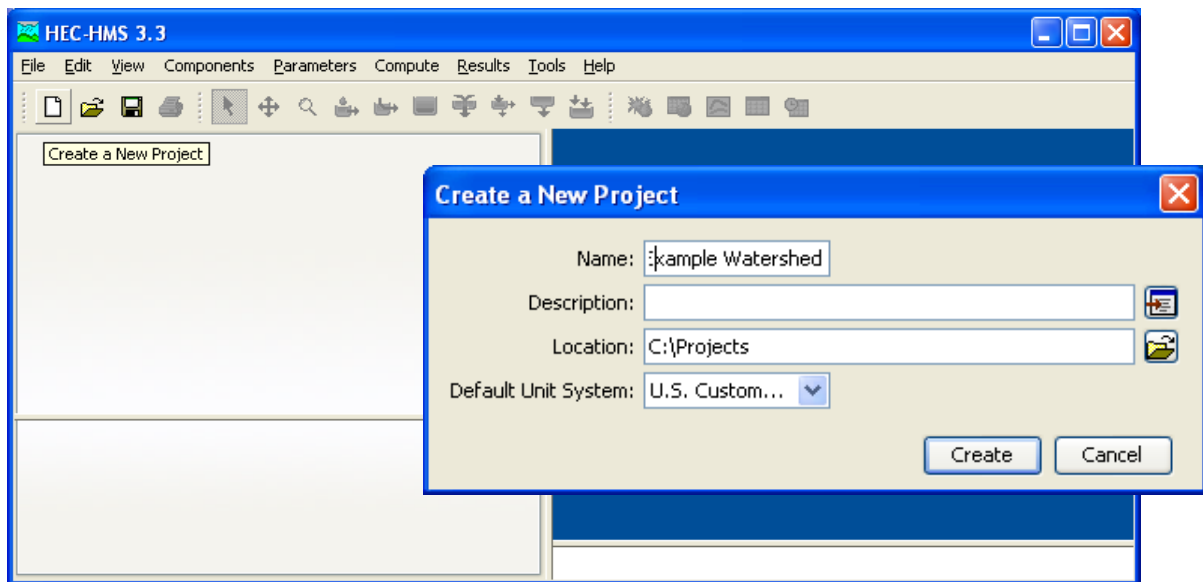 HEC-HMS 3.3
File Edit View Components Parameters Compute Results Tools Help
Create a New Project
Create a New Project
Name: xample Watershed
Description:
Location: C:\Projects
Default Unit System: U.S. Custom...
Create Cancel